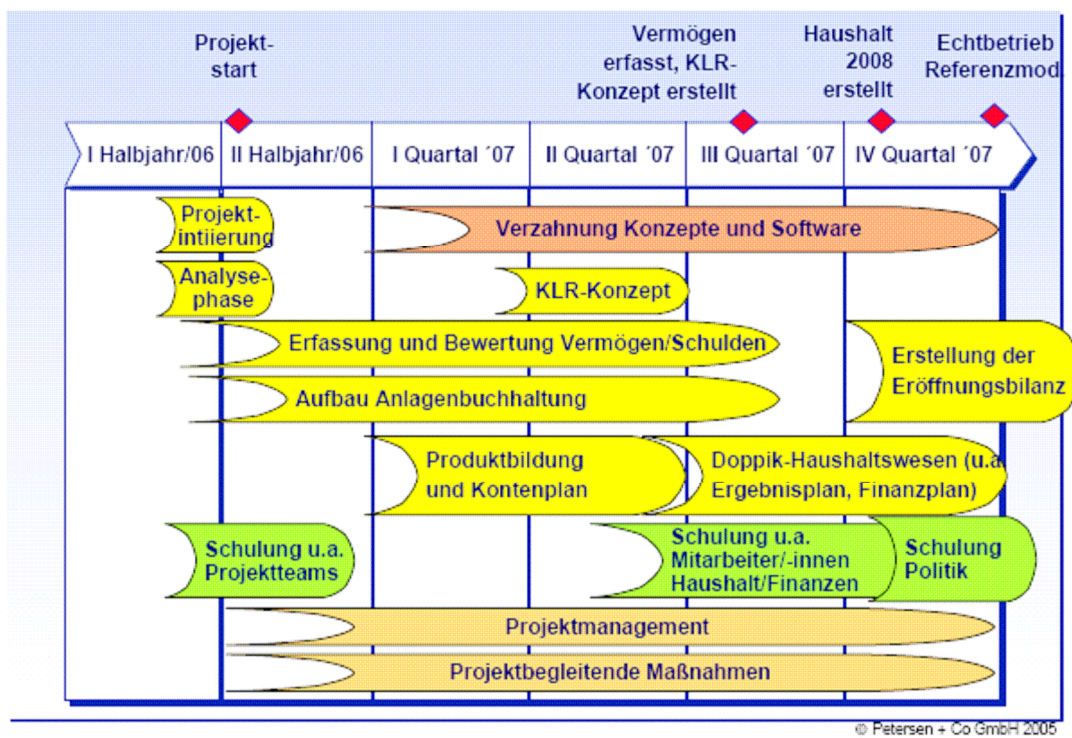 Projekt-
start
Vermögen
erfasst, KLR-
Konzept erstellt
Haushalt
2008
erstellt
Echtbetrieb
Referenzmod.
I Halbjahr/06
II Halbjahr/06
I Quartal ´07
II Quartal ´07
III Quartal ´07
IV Quartal ´07
Projekt-
intiierung
Verzahnung Konzepte und Software
Analyse-
phase
KLR-Konzept
Erfassung und Bewertung Vermögen/Schulden
Erstellung der
Eröffnungsbilanz
Aufbau Anlagenbuchhaltung
Produktbildung
und Kontenplan
Doppik-Haushaltswesen (u.a
Ergebnisplan, Finanzplan)
Schulung u.a.
Projektteams
Schulung u.a.
Mitarbeiter/-innen
Haushalt/Finanzen
Schulung
Politik
Projektmanagement
Projektbegleitende Maßnahmen
© Petersen + Co GmbH 2005